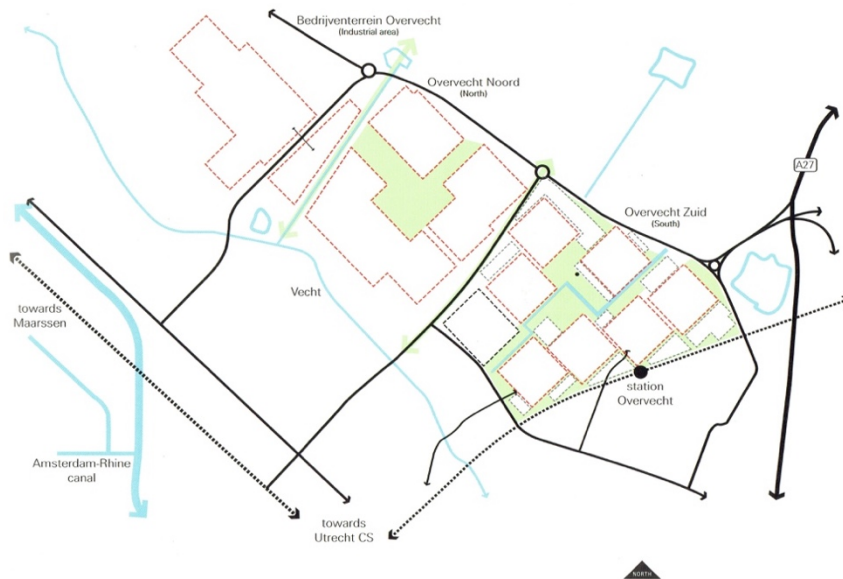 Bedrijventerrein Overvecht
(Industrial area)
Overvecht Noord
(North)
A27
Overvecht Zuid
(South)
Vecht
towards
Maarssen
station
Overvecht
Amsterdam-Rhine
canal
towards
Utrecht CS
NORTH